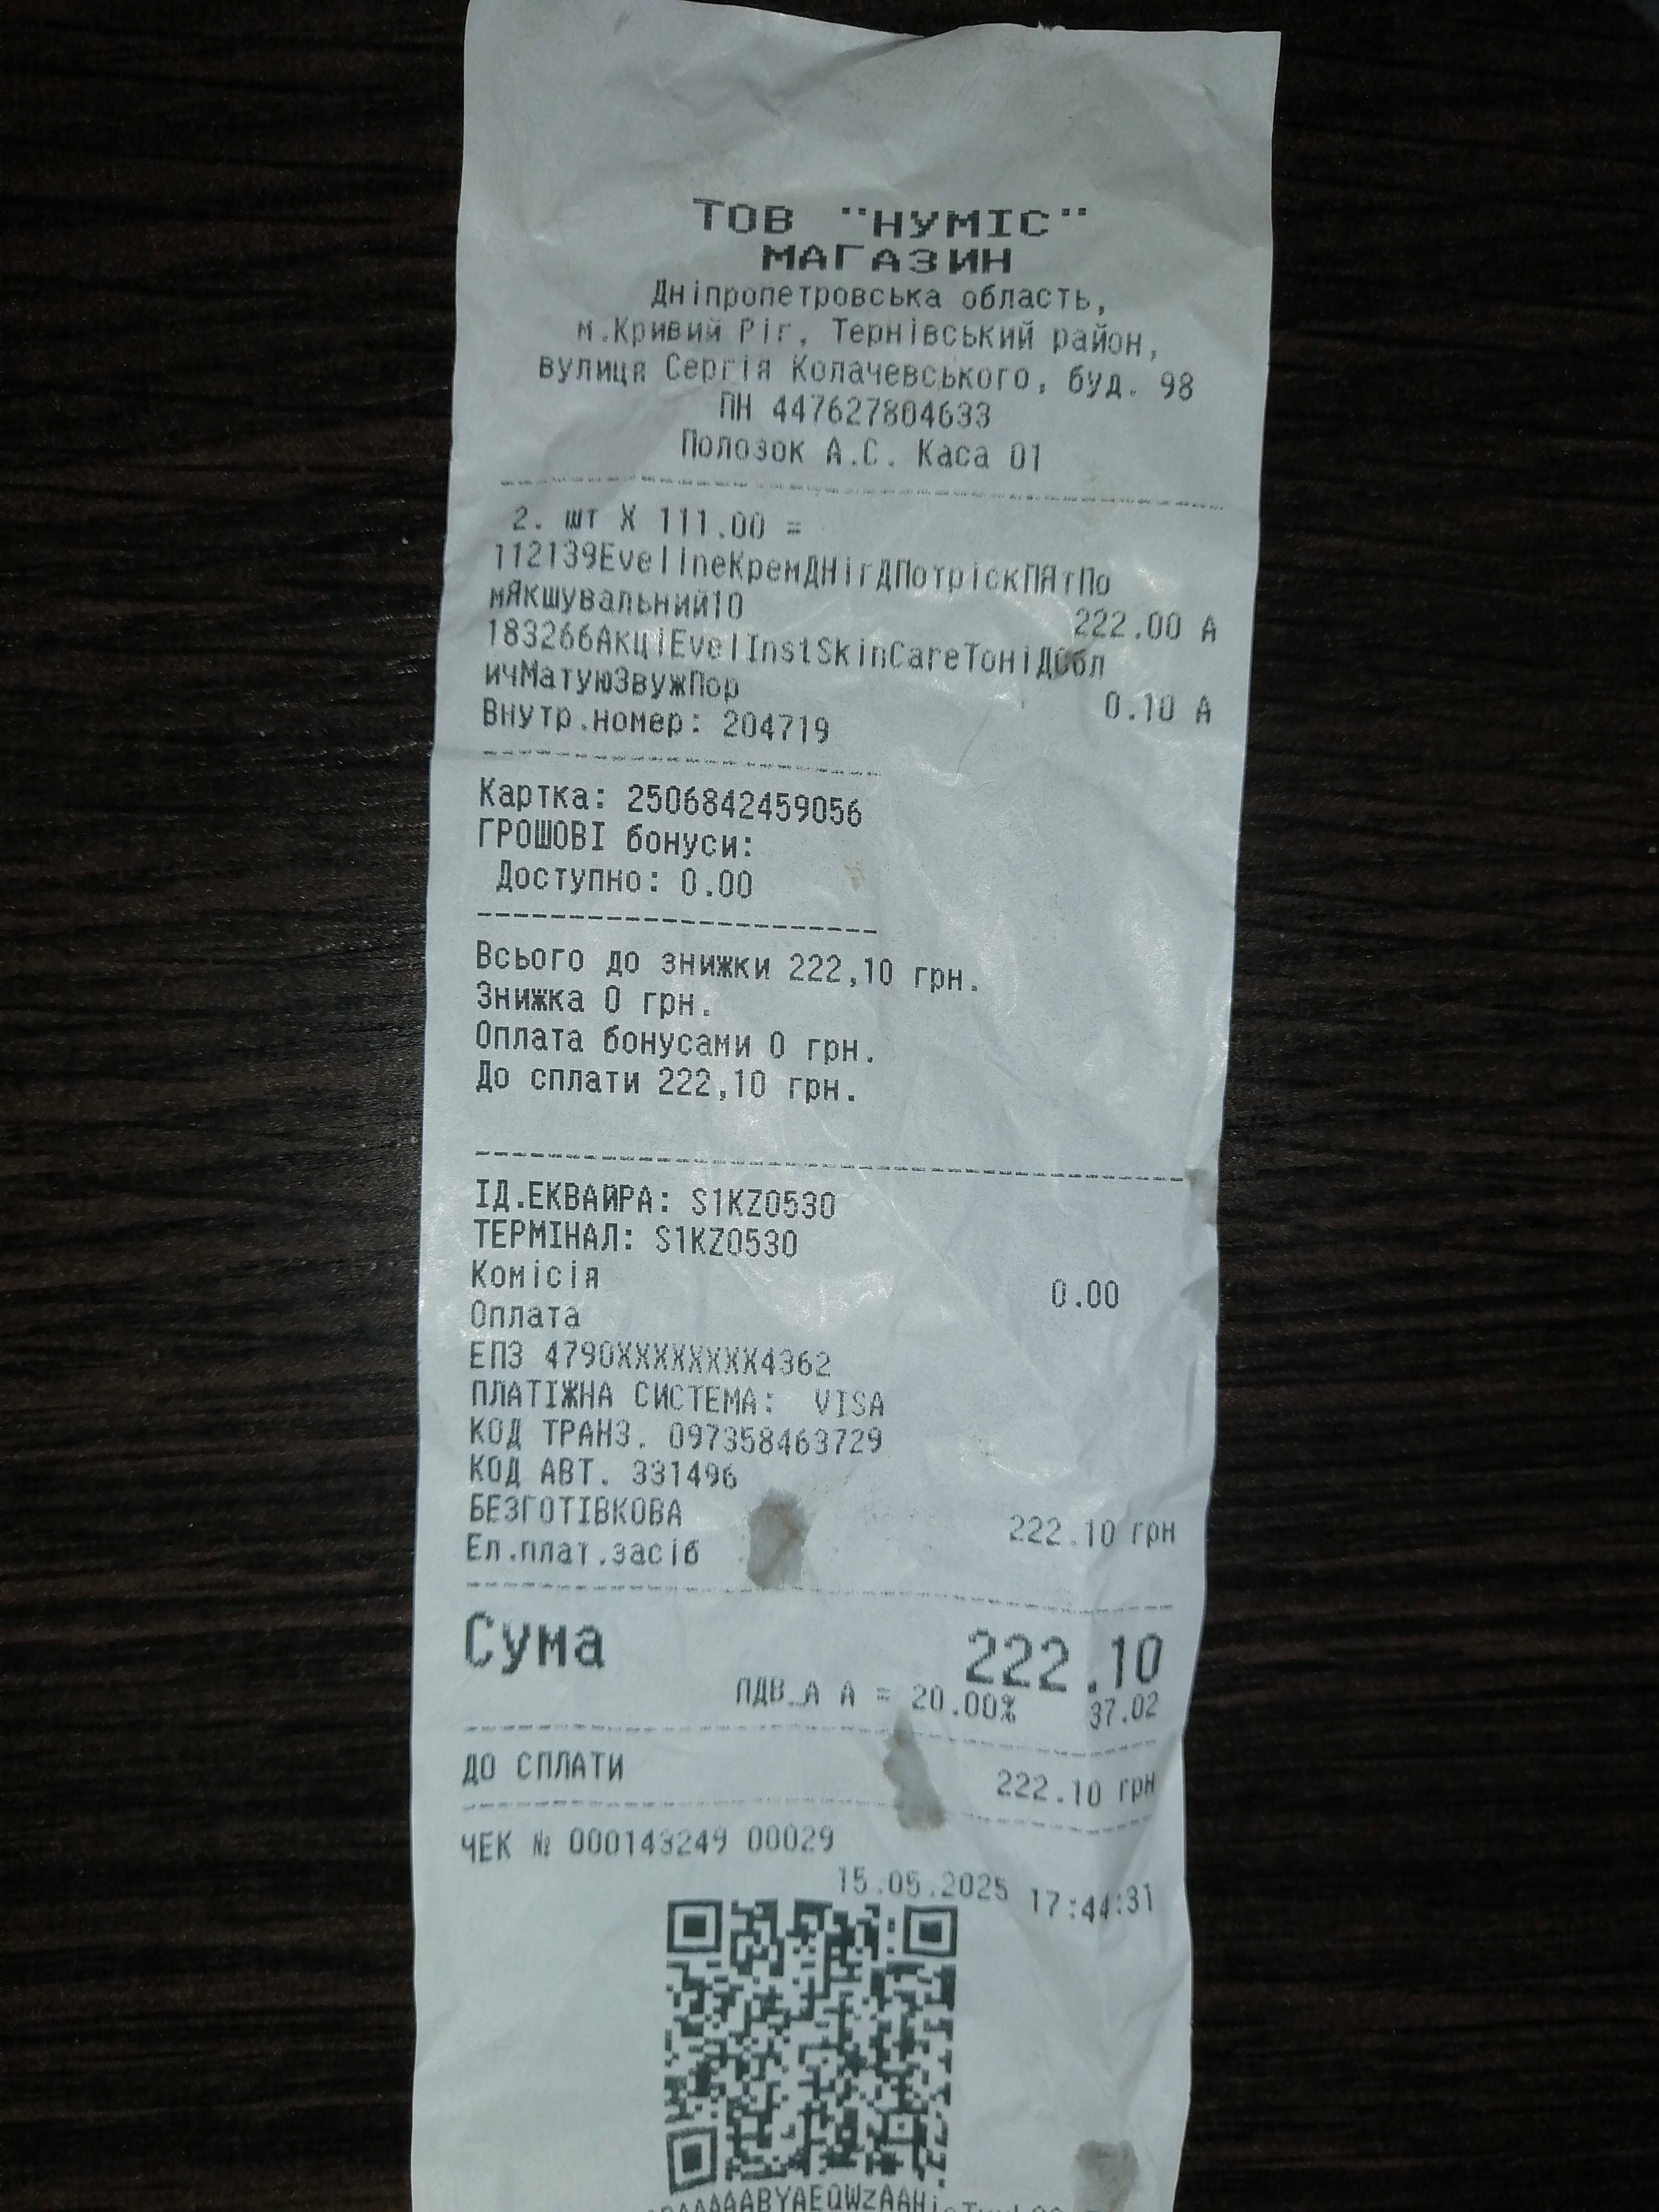 ТОВ "НУМІС"
МАГАЗИН
Дніпропетровська область,
м.Кривий Ріг, Тернівський район,
вулиця Сергія Колачевського, буд. 98
ПН 447627804633
Полозок А.С. Каса 01
2. шт X 111.00 =
112139EvelineКремДНігДПотріскПЯтПо
мЯкшувальний10 222.00 А
183266АкціEvelInstSkinCareТоніДОбл
ичМатуюЗвужПор 0.10 А
Внутр.номер: 204719
Картка: 2506842459056
ГРОШОВІ бонуси:
Доступно: 0.00
Всього до знижки 222,10 грн.
Знижка 0 грн.
Оплата бонусами 0 грн.
До сплати 222,10 грн.
ІД.ЕКВАЙРА: S1KZ0530
ТЕРМІНАЛ: S1KZ0530
Комісія 0.00
Оплата
ЕПЗ 4790XXXXXXXX4362
ПЛАТІЖНА СИСТЕМА: VISA
КОД ТРАНЗ. 097358463729
КОД АВТ. 331496
БЕЗГОТІВКОВА 222.10 грн
Ел.плат.засіб
Сума 222.10
ПДВ_А А = 20.00% 37.02
ДО СПЛАТИ 222.10 грн
ЧЕК № 000143249 00029
15.05.2025 17:44:31